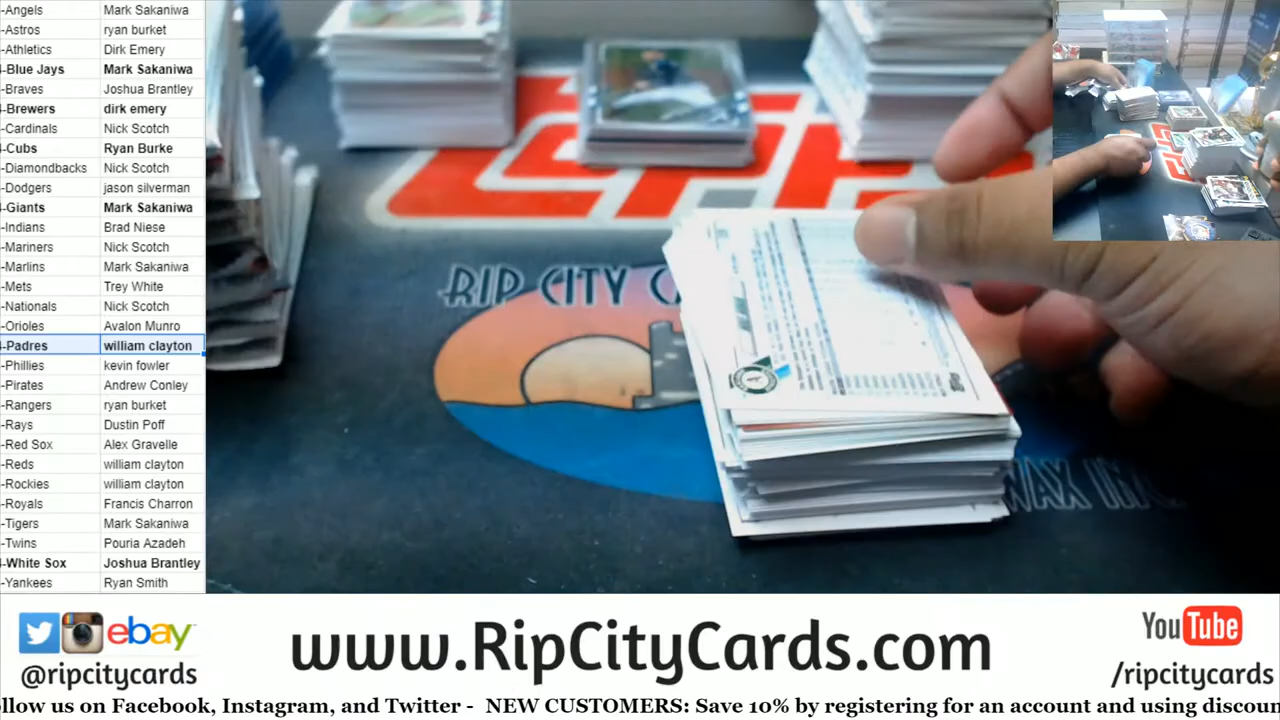 -Angels Mark Sakaniwa
-Astros ryan burket
-Athletics Dirk Emery
-Blue Jays Mark Sakaniwa
-Braves Joshua Brantley
-Brewers dirk emery
-Cardinals Nick Scotch
-Cubs Ryan Burke
-Diamondbacks Nick Scotch
-Dodgers jason silverman
-Giants Mark Sakaniwa
-Indians Brad Niese
-Mariners Nick Scotch
-Marlins Mark Sakaniwa
-Mets Trey White
-Nationals Nick Scotch
-Orioles Avalon Munro
-Padres william clayton
-Phillies kevin fowler
-Pirates Andrew Conley
-Rangers ryan burket
-Rays Dustin Poff
-Red Sox Alex Gravelle
-Reds william clayton
-Rockies william clayton
-Royals Francis Charron
-Tigers Mark Sakaniwa
-Twins Pouria Azadeh
-White Sox Joshua Brantley
-Yankees Ryan Smith
RIP CITY C
WAX IN
ebay
@ripcitycards
www.RipCityCards.com
YouTube
/ripcitycards
ollow us on Facebook, Instagram, and Twitter - NEW CUSTOMERS: Save 10% by registering for an account and using discoun